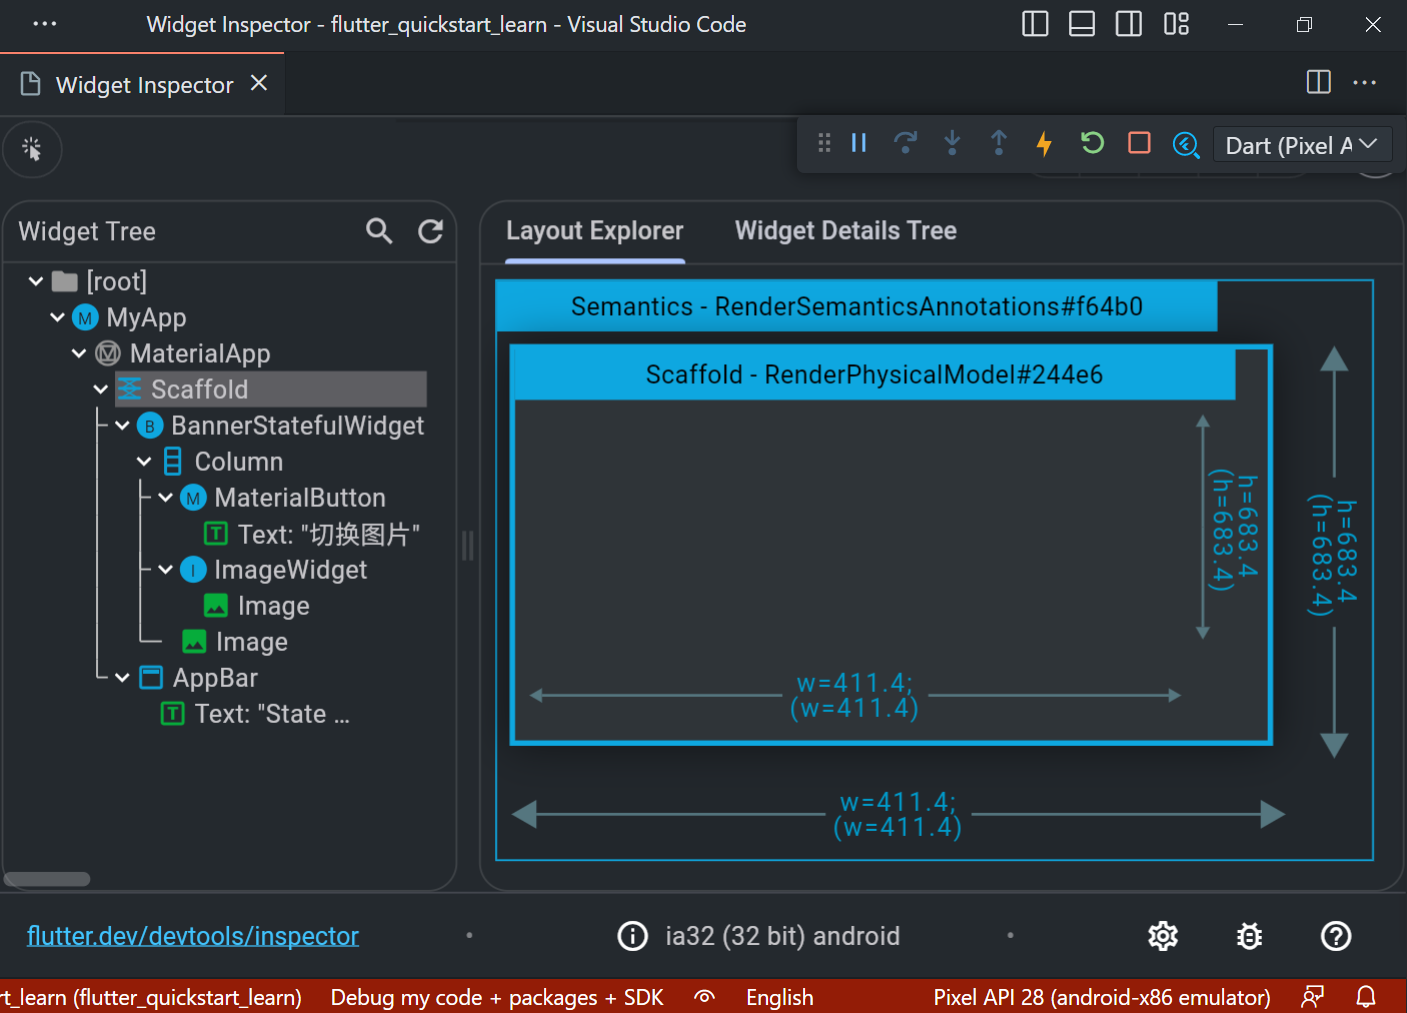 Widget Inspector - flutter_quickstart_learn - Visual Studio Code
Widget Inspector
Dart (Pixel A
Widget Tree
[root]
M MyApp
MaterialApp
Scaffold
B BannerStatefulWidget
Column
M MaterialButton
T Text: "切换图片"
I ImageWidget
Image
Image
AppBar
T Text: "State ...
Layout Explorer
Widget Details Tree
Semantics - RenderSemanticsAnnotations#f64b0
Scaffold - RenderPhysicalModel#244e6
h=683.4
(h=683.4)
h=683.4
(h=683.4)
w=411.4;
(w=411.4)
w=411.4;
(w=411.4)
flutter.dev/devtools/inspector
ia32 (32 bit) android
rt_learn (flutter_quickstart_learn)
Debug my code + packages + SDK
English
Pixel API 28 (android-x86 emulator)